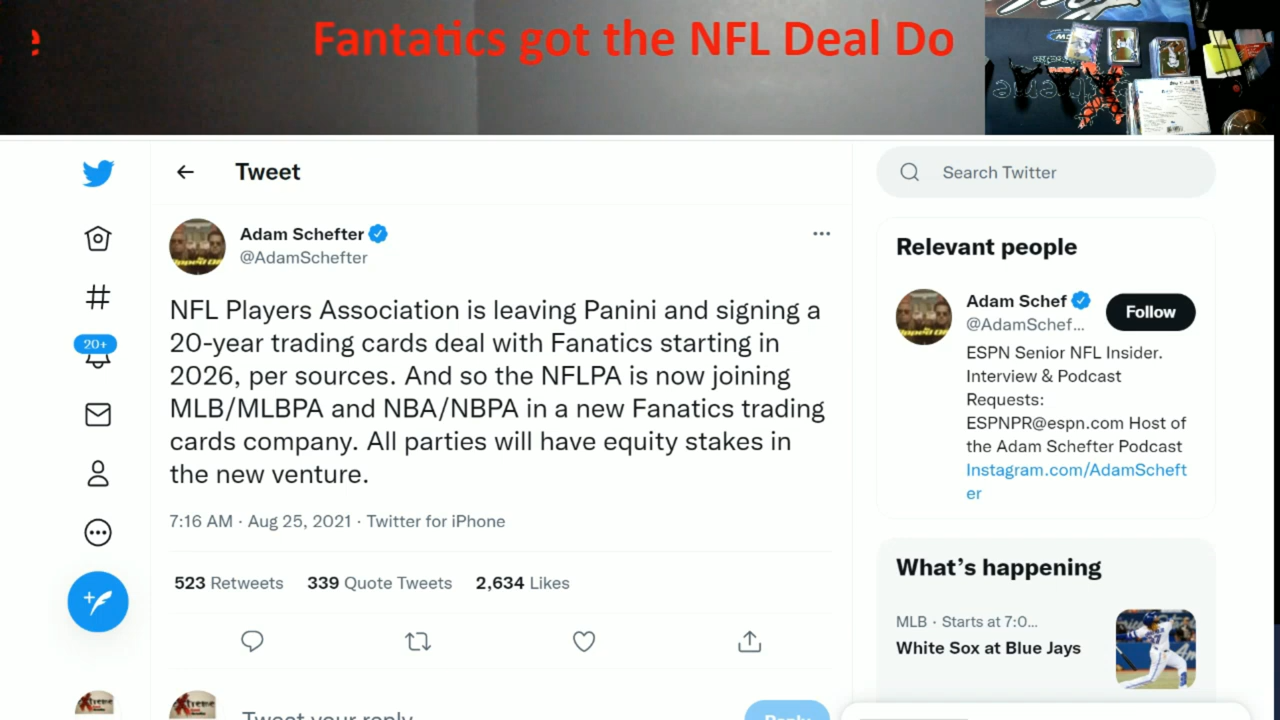 e
Fantatics got the NFL Deal Do
Tweet
Search Twitter
Adam Schefter
@AdamSchefter
NFL Players Association is leaving Panini and signing a
20-year trading cards deal with Fanatics starting in
2026, per sources. And so the NFLPA is now joining
MLB/MLBPA and NBA/NBPA in a new Fanatics trading
cards company. All parties will have equity stakes in
the new venture.
7:16 AM · Aug 25, 2021 · Twitter for iPhone
523 Retweets 339 Quote Tweets 2,634 Likes
20+
Tweet your reply
Reply
Relevant people
Adam Schef
@AdamSchef...
Follow
ESPN Senior NFL Insider.
Interview & Podcast
Requests:
ESPNPR@espn.com Host of
the Adam Schefter Podcast
Instagram.com/AdamScheft
er
What's happening
MLB · Starts at 7:0...
White Sox at Blue Jays